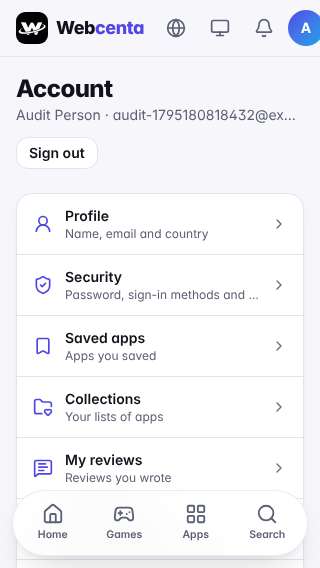 Webcenta
A
Account
Audit Person · audit-1795180818432@ex...
Sign out
Profile
Name, email and country
Security
Password, sign-in methods and ...
Saved apps
Apps you saved
Collections
Your lists of apps
My reviews
Reviews you wrote
Home
Games
Apps
Search